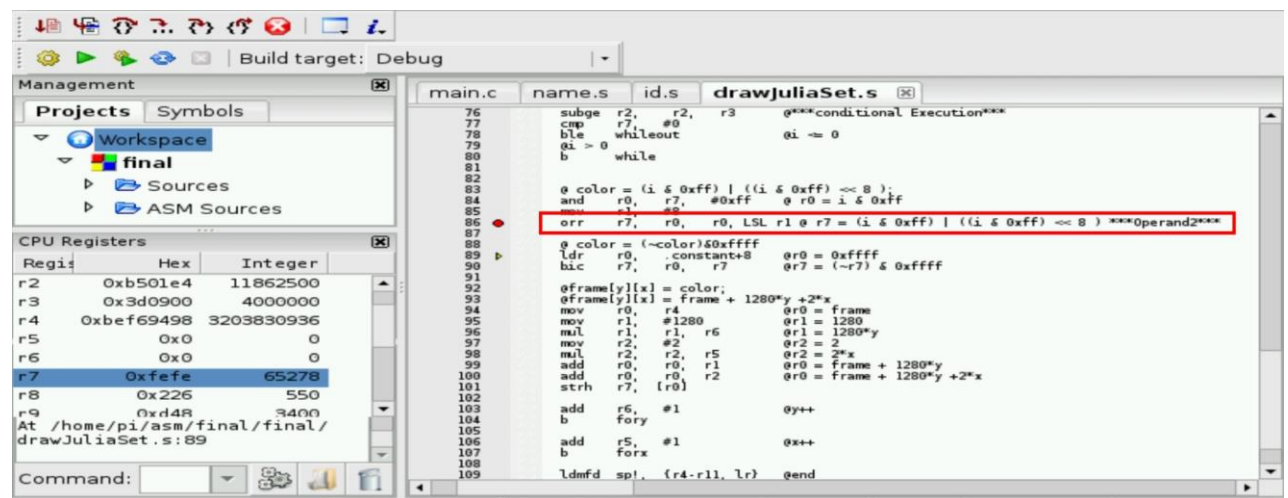 Build target: Debug
Management
Projects Symbols
Workspace
final
Sources
ASM Sources
CPU Registers
Regis Hex Integer
r2 0xb501e4 11862500
r3 0x3d0900 4000000
r4 0xbef69498 3203830936
r5 0x0 0
r6 0x0 0
r7 0xfefe 65278
r8 0x226 550
r9 0xd48 3400
At /home/pi/asm/final/final/
drawJuliaSet.s:89
Command:
main.c name.s id.s drawJuliaSet.s
76 subge r2, r2, r3 @***conditional Execution***
77 cmp r7, #0
78 ble whileout @i <= 0
79 @i > 0
80 b while
81
82
83 @ color = (i & 0xff) | ((i & 0xff) << 8 );
84 and r0, r7, #0xff @ r0 = i & 0xff
85 mov r1, #8
86 orr r7, r0, r0, LSL r1 @ r7 = (i & 0xff) | ((i & 0xff) << 8 ) ***Operand2***
87
88 @ color = (~color)&0xffff
89 ldr r0, .constant+8 @r0 = 0xffff
90 bic r7, r0, r7 @r7 = (~r7) & 0xffff
91
92 @frame[y][x] = color;
93 @frame[y][x] = frame + 1280*y +2*x
94 mov r0, r4 @r0 = frame
95 mov r1, #1280 @r1 = 1280
96 mul r1, r1, r6 @r1 = 1280*y
97 mov r2, #2 @r2 = 2
98 mul r2, r2, r5 @r2 = 2*x
99 add r0, r0, r1 @r0 = frame + 1280*y
100 add r0, r0, r2 @r0 = frame + 1280*y +2*x
101 strh r7, [r0]
102
103 add r6, #1 @y++
104 b fory
105
106 add r5, #1 @x++
107 b forx
108
109 ldmfd sp!, {r4-r11, lr} @end